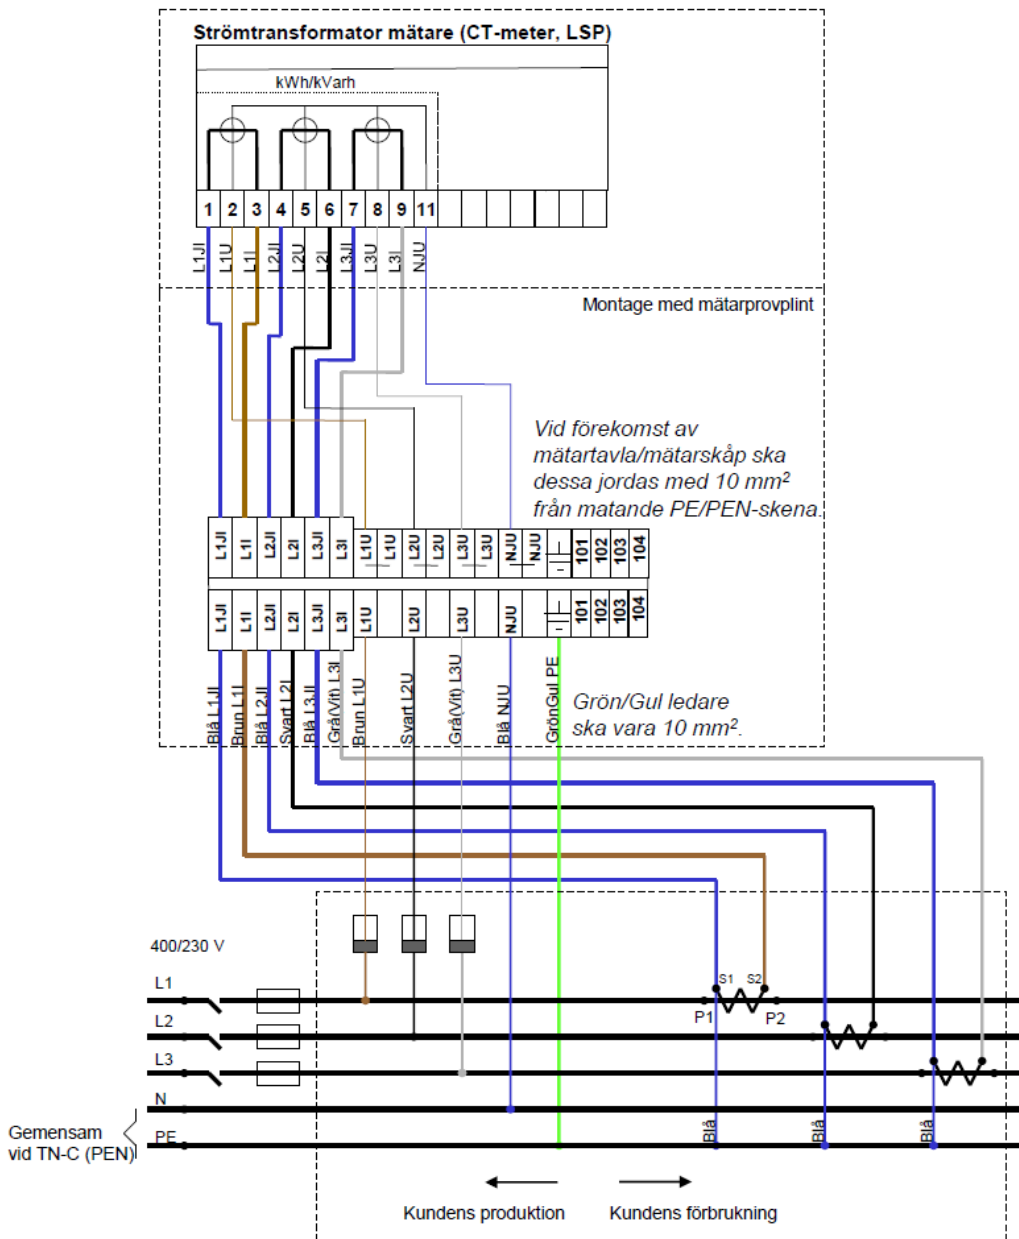 Strömtransformator mätare (CT-meter, LSP)
kWh/kVarh
1 2 3 4 5 6 7 8 9 11
L1JI L1U L1I L2JI L2U L2I L3JI L3U L3I NJU
Montage med mätarprovplint
Vid förekomst av
mätartavla/mätarskåp ska
dessa jordas med 10 mm²
från matande PE/PEN-skena.
L1JI L1I L2JI L2I L3JI L3I L1U L1U L2U L2U L3U L3U NJU NJU 101 102 103 104
L1JI L1I L2JI L2I L3JI L3I L1U L2U L3U NJU 101 102 103 104
Blå L1JI
Brun L1I
Blå L2JI
Svart L2I
Blå L3JI
Grå(Vit) L3I
Brun L1U
Svart L2U
Grå(Vit) L3U
Blå NJU
GrönGul PE
Grön/Gul ledare
ska vara 10 mm².
400/230 V
L1
S1 S2
P1 P2
L2
L3
N
PE
Blå Blå Blå
Gemensam
vid TN-C (PEN)
Kundens produktion
Kundens förbrukning